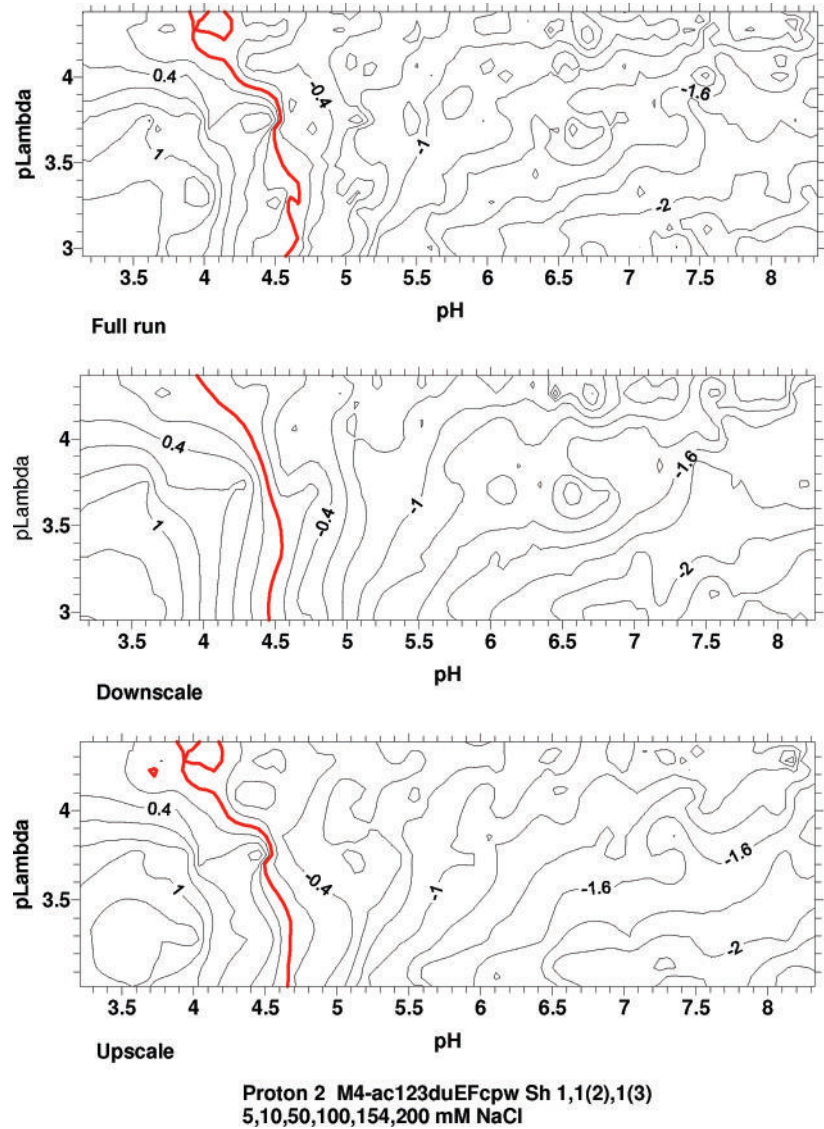 pLambda
4
3.5
3
0.4
-0.4
-1.6
1
-1
-2
3.5 4 4.5 5 5.5 6 6.5 7 7.5 8
pH
Full run
pLambda
4
3.5
3
0.4
-1.6
1
-0.4
-1
-2
3.5 4 4.5 5 5.5 6 6.5 7 7.5 8
pH
Downscale
pLambda
4
3.5
0.4
-1.6
1
-0.4
-1
-1.6
-2
3.5 4 4.5 5 5.5 6 6.5 7 7.5 8
pH
Upscale
Proton 2 M4-ac123duEFcpw Sh 1,1(2),1(3)
5,10,50,100,154,200 mM NaCl